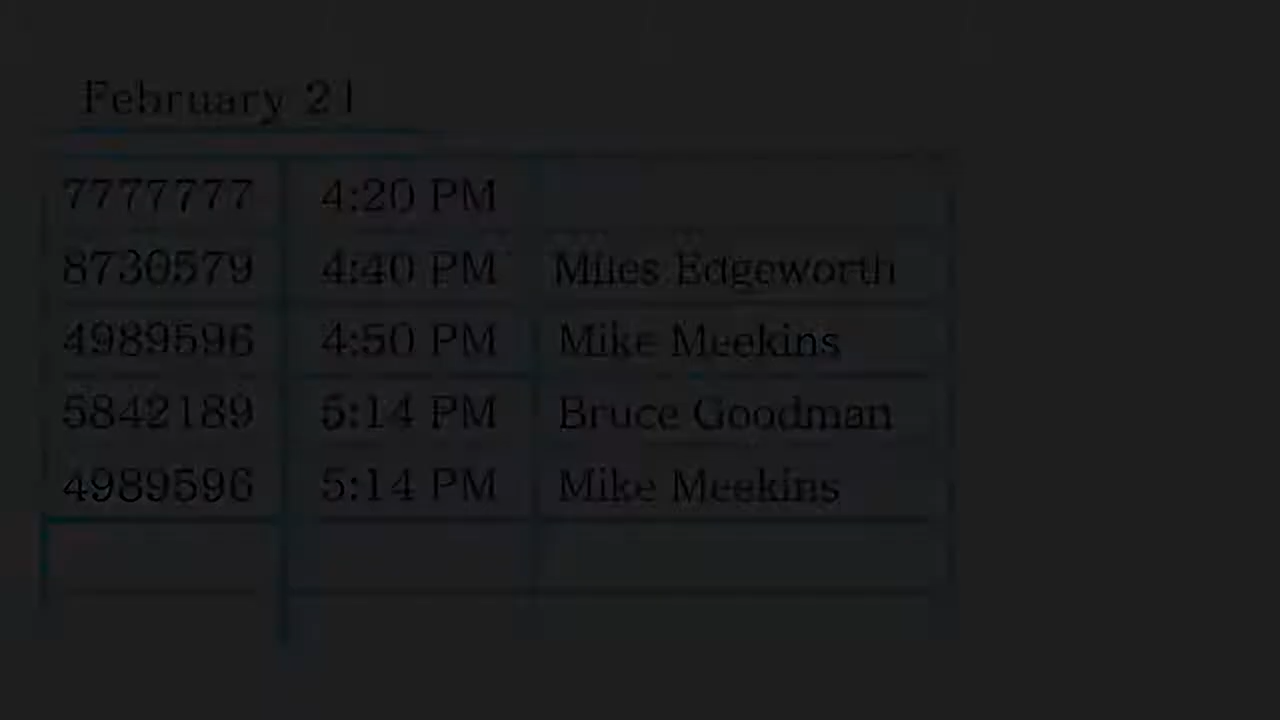 February 21
7777777 4:20 PM
8730579 4:40 PM Miles Edgeworth
4989596 4:50 PM Mike Meekins
5842189 5:14 PM Bruce Goodman
4989596 5:14 PM Mike Meekins